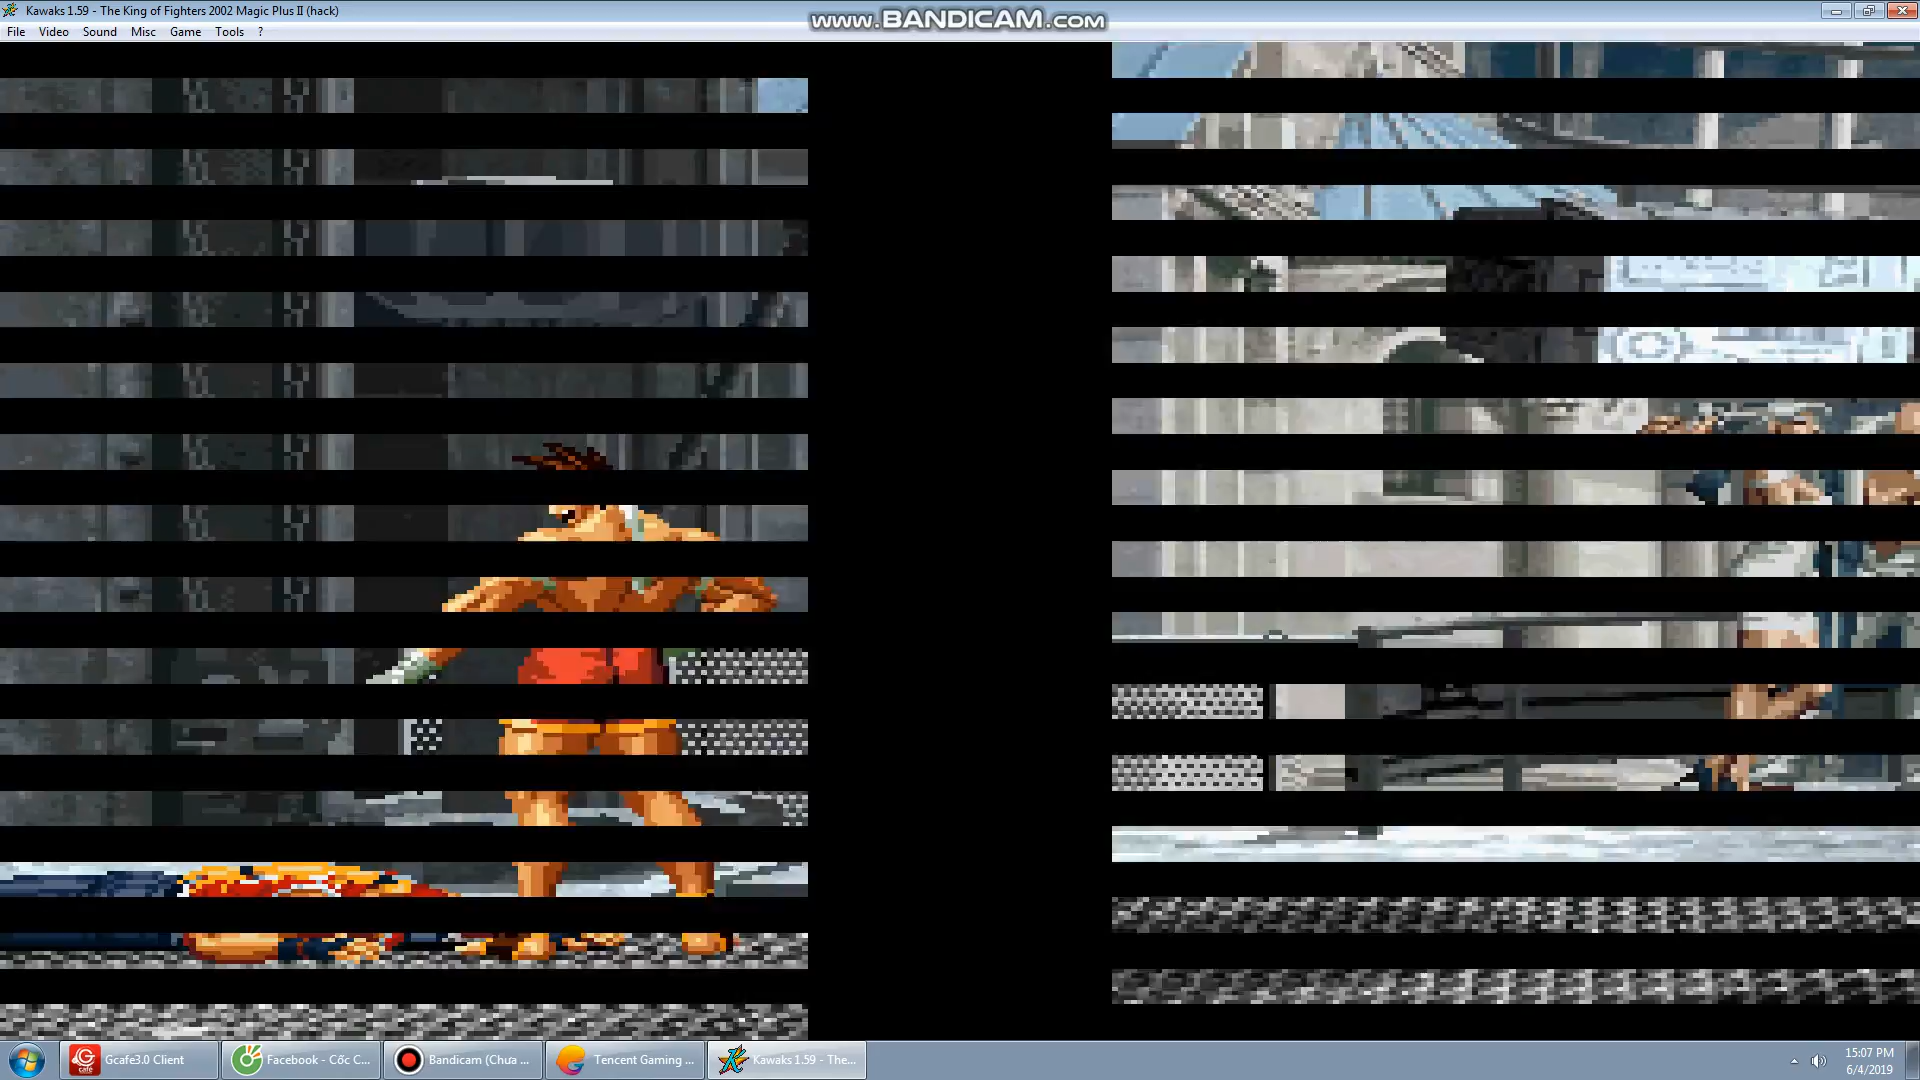 Kawaks 1.59 - The King of Fighters 2002 Magic Plus II (hack)
www.BANDICAM.com
File Video Sound Misc Game Tools ?
Gcafe3.0 Client
Facebook - Cốc C...
Bandicam (Chưa ...
Tencent Gaming ...
Kawaks 1.59 - The...
15:07 PM
6/4/2019